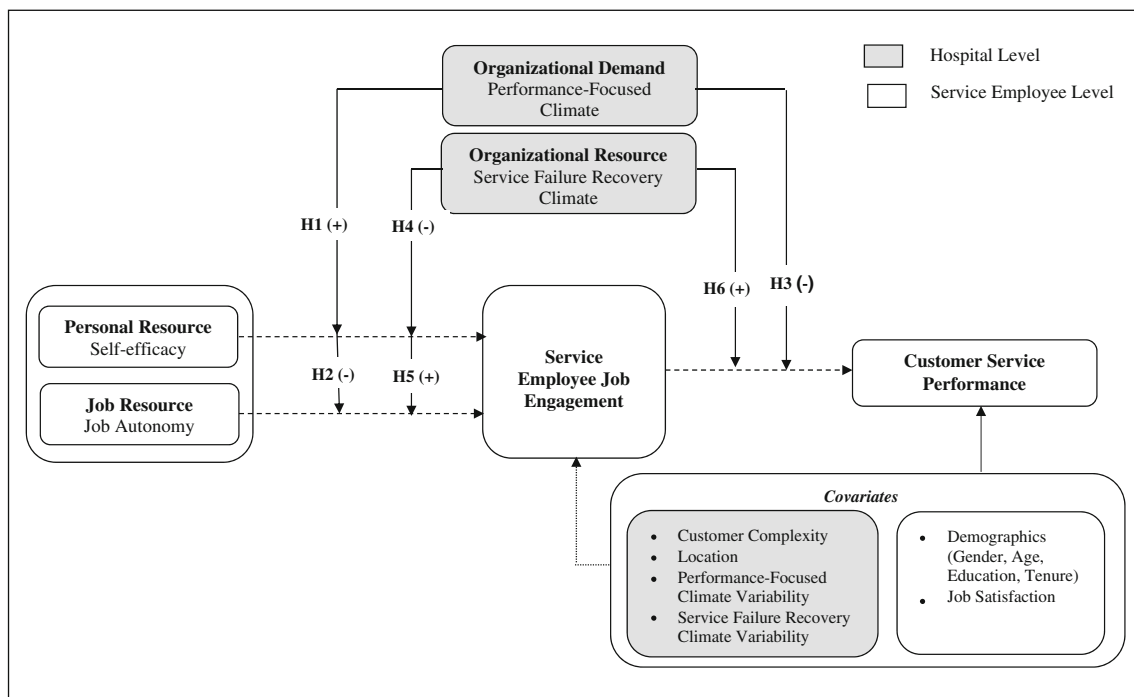 Organizational Demand
Performance-Focused
Climate
Organizational Resource
Service Failure Recovery
Climate
Hospital Level
Service Employee Level
H1 (+)
H4 (-)
H6 (+)
H3 (-)
Personal Resource
Self-efficacy
H2 (-)
H5 (+)
Job Resource
Job Autonomy
Service
Employee Job
Engagement
Customer Service
Performance
Covariates
• Customer Complexity
• Location
• Performance-Focused
Climate Variability
• Service Failure Recovery
Climate Variability
• Demographics
(Gender, Age,
Education, Tenure)
• Job Satisfaction